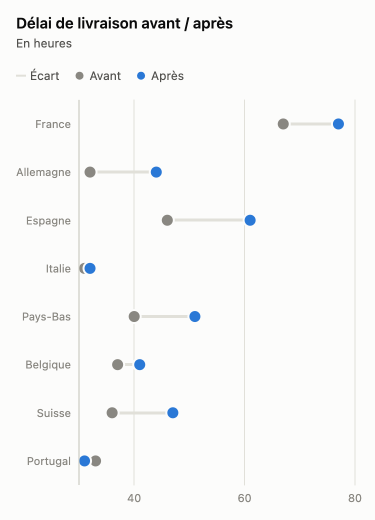 Délai de livraison avant / après
En heures
Écart Avant Après
France
Allemagne
Espagne
Italie
Pays-Bas
Belgique
Suisse
Portugal
40 60 80